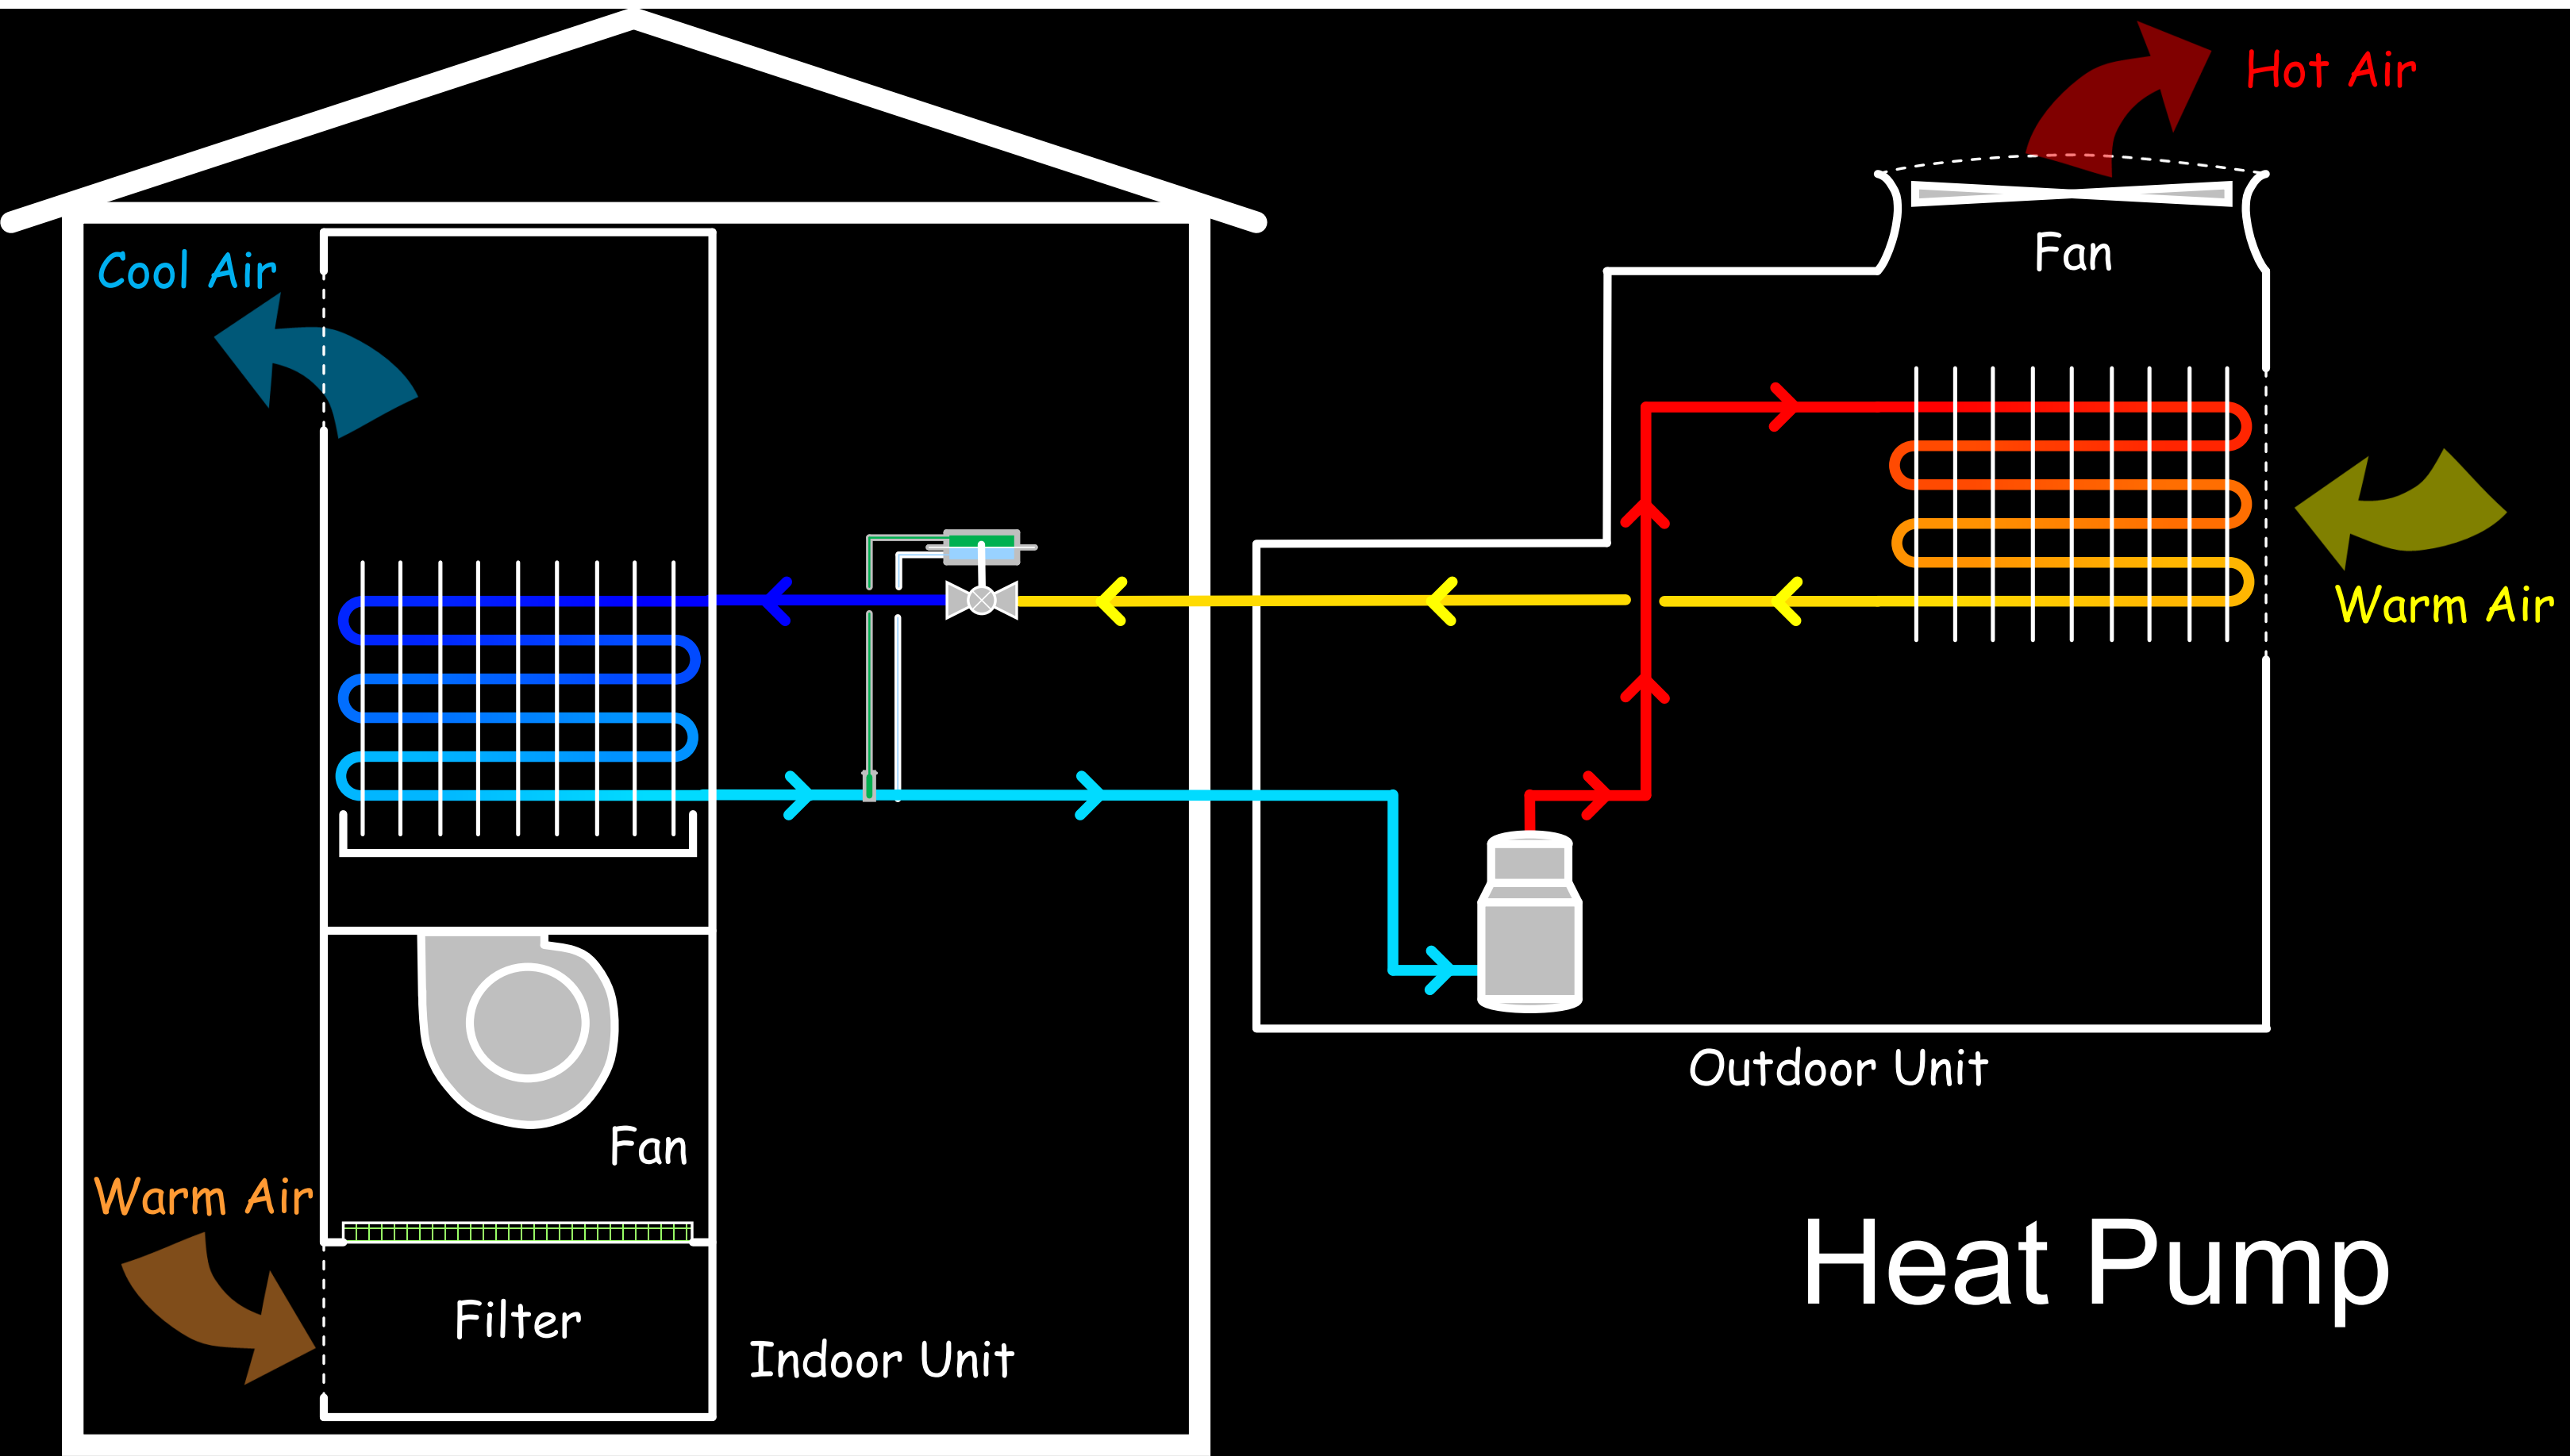 Hot Air
Cool Air
Fan
Warm Air
Outdoor Unit
Fan
Warm Air
Heat Pump
Filter
Indoor Unit